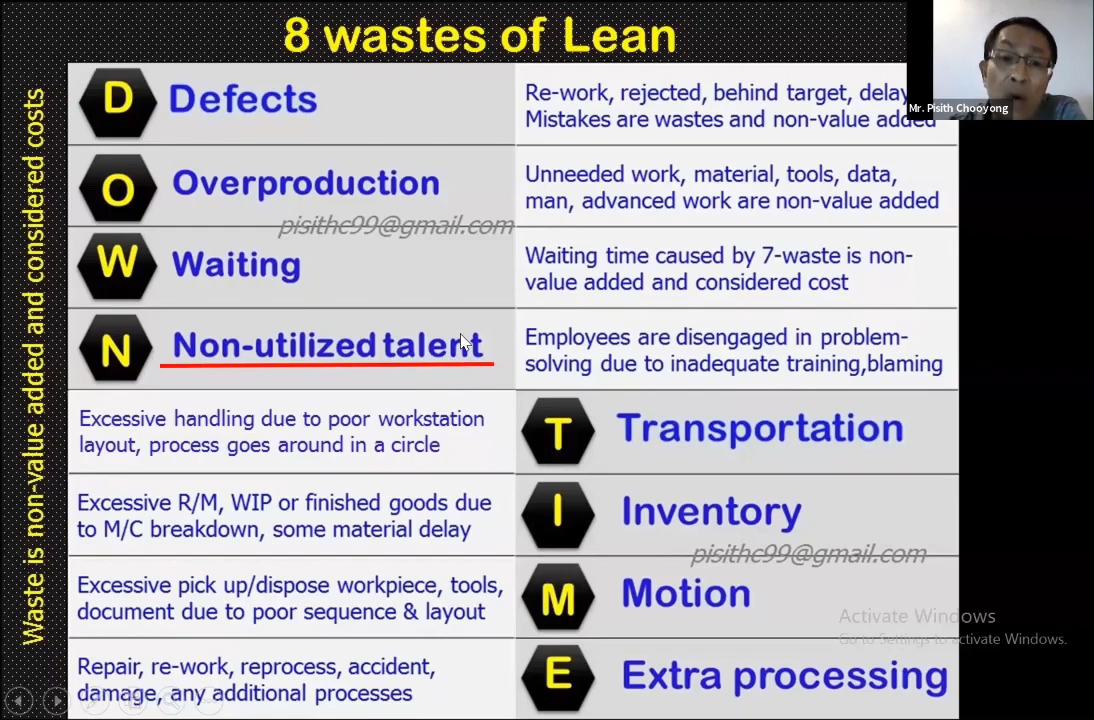 8 wastes of Lean
Mr. Pisith Chooyong
Waste is non-value added and considered costs
D Defects
Re-work, rejected, behind target, delay
Mistakes are wastes and non-value added
O Overproduction
Unneeded work, material, tools, data,
man, advanced work are non-value added
pisithc99@gmail.com
W Waiting
Waiting time caused by 7-waste is non-
value added and considered cost
N Non-utilized talent
Employees are disengaged in problem-
solving due to inadequate training,blaming
Excessive handling due to poor workstation
layout, process goes around in a circle
T Transportation
Excessive R/M, WIP or finished goods due
to M/C breakdown, some material delay
I Inventory
pisithc99@gmail.com
Excessive pick up/dispose workpiece, tools,
document due to poor sequence & layout
M Motion
Activate Windows
Go to Settings to activate Windows.
Repair, re-work, reprocess, accident,
damage, any additional processes
E Extra processing